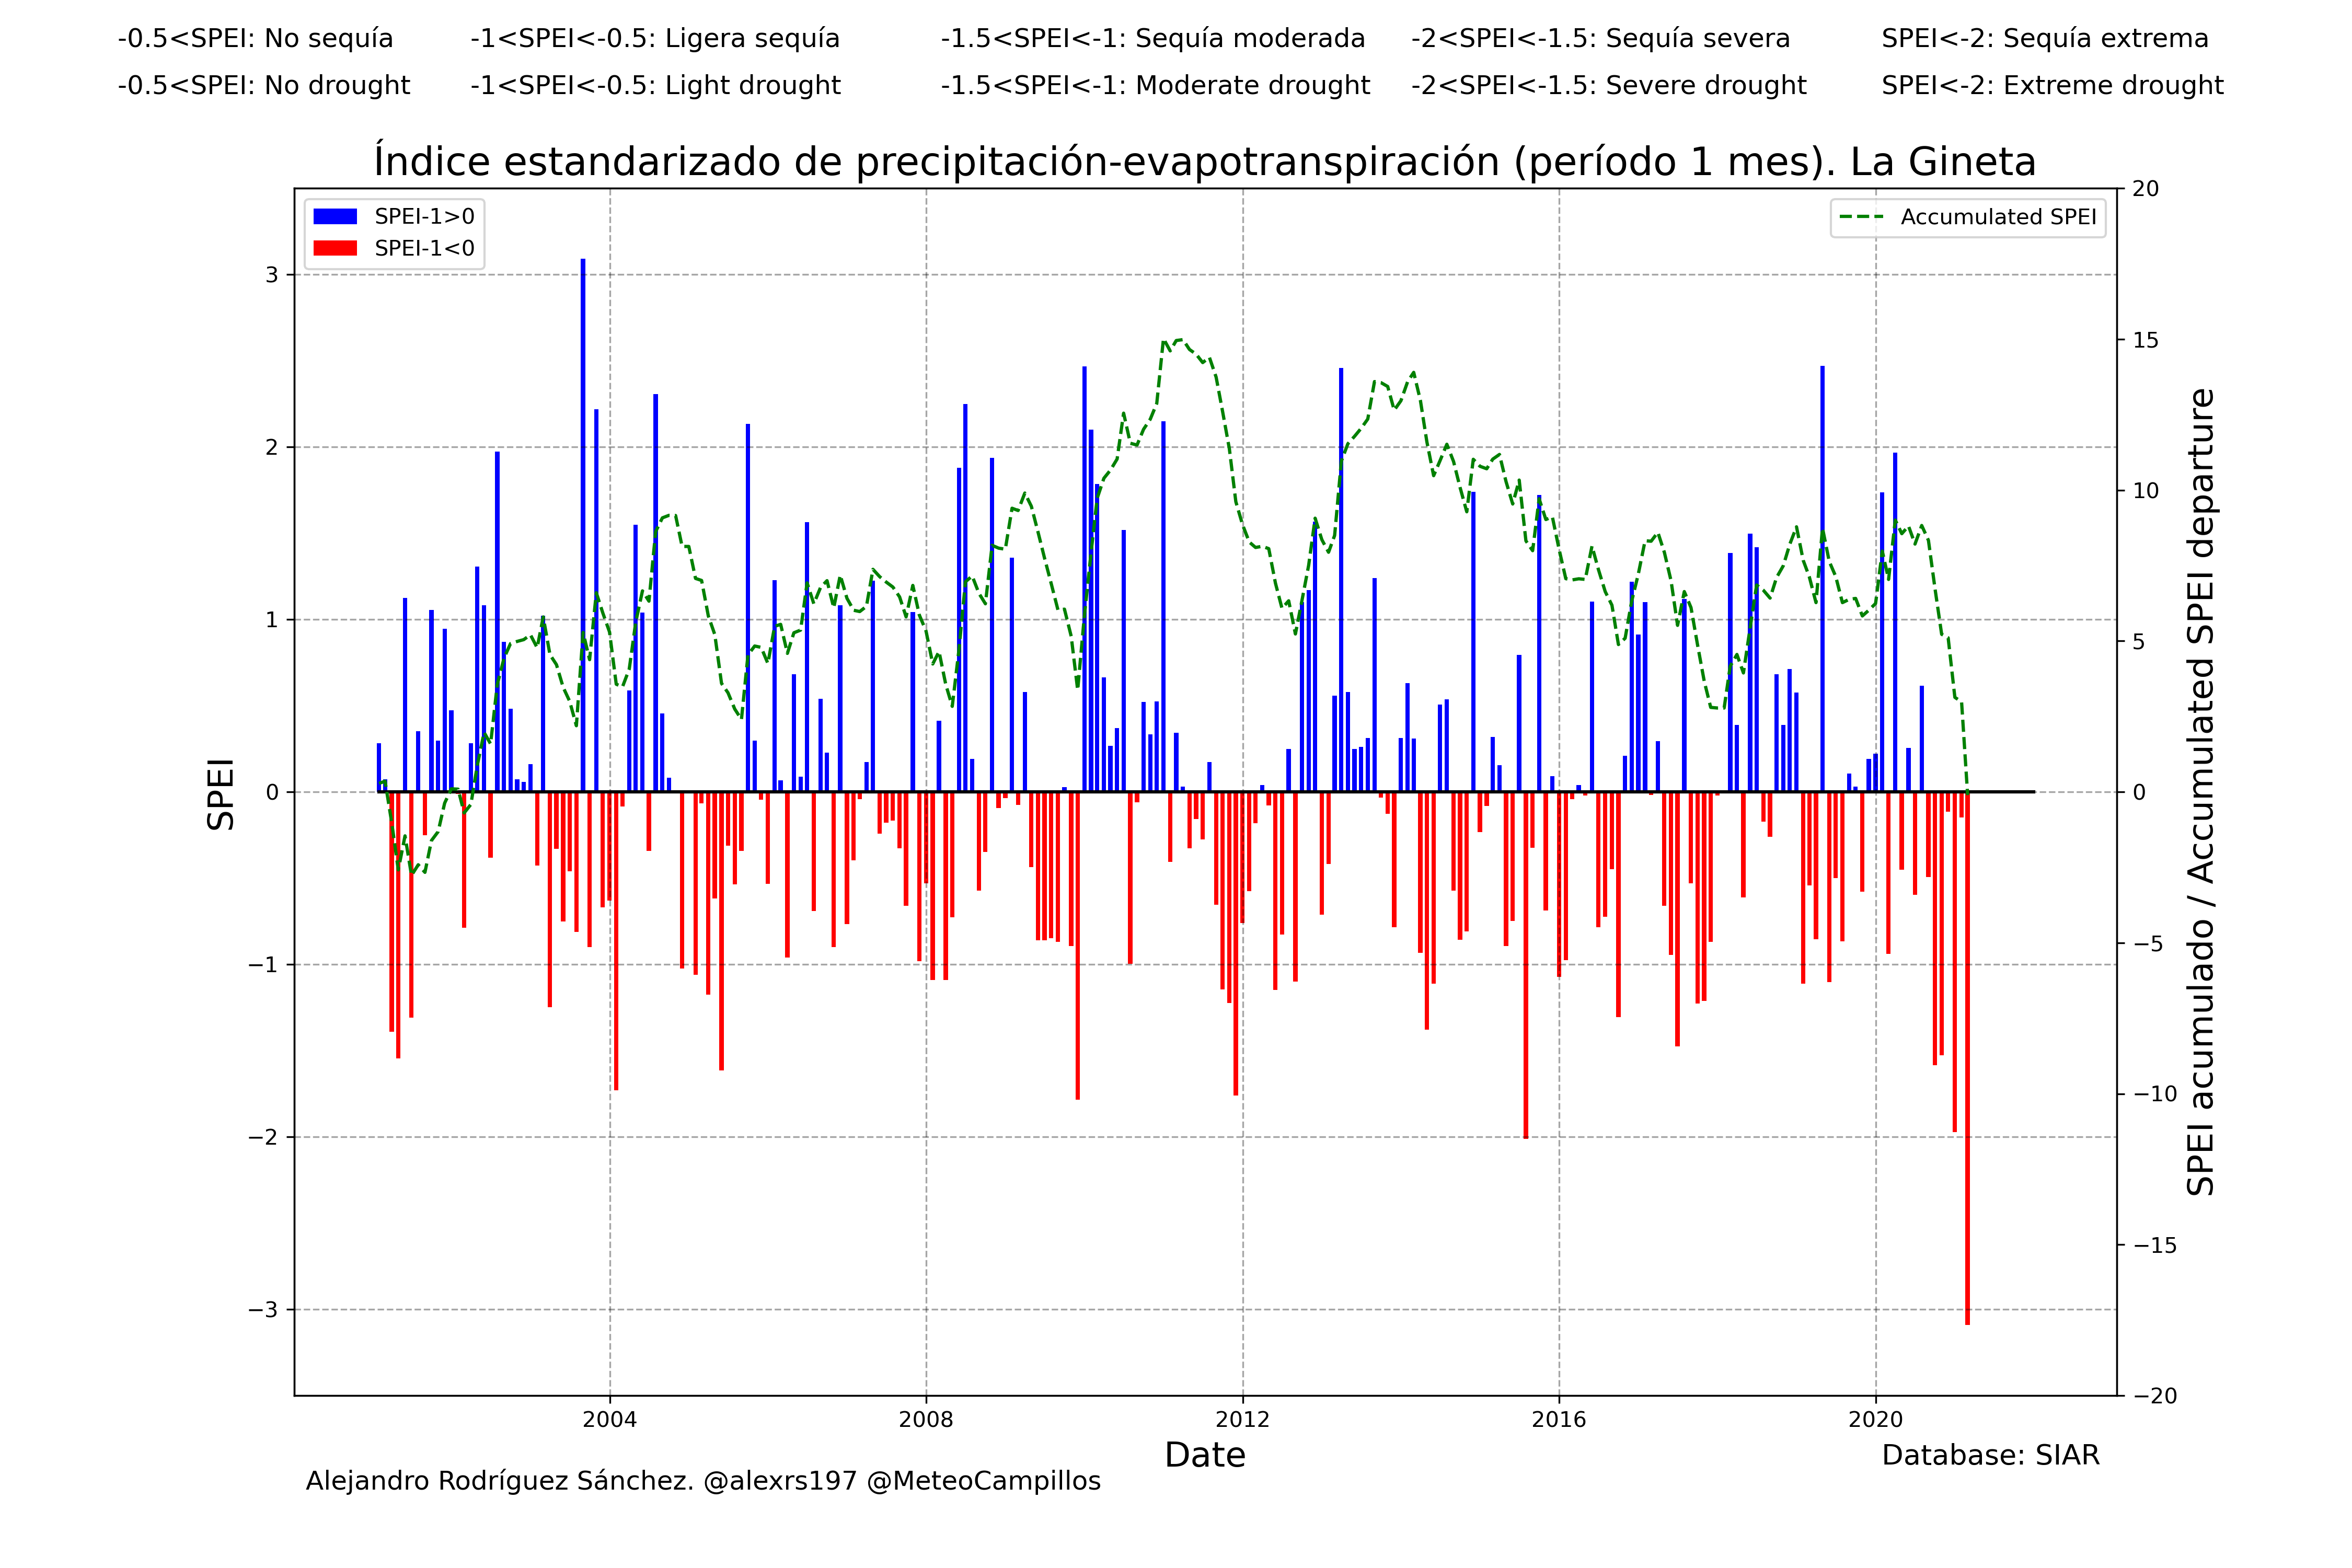 -0.5<SPEI: No sequía -1<SPEI<-0.5: Ligera sequía -1.5<SPEI<-1: Sequía moderada -2<SPEI<-1.5: Sequía severa SPEI<-2: Sequía extrema
-0.5<SPEI: No drought -1<SPEI<-0.5: Light drought -1.5<SPEI<-1: Moderate drought -2<SPEI<-1.5: Severe drought SPEI<-2: Extreme drought
Índice estandarizado de precipitación-evapotranspiración (período 1 mes). La Gineta
SPEI-1>0
SPEI-1<0
Accumulated SPEI
SPEI
3
2
1
0
−1
−2
−3
20
15
10
5
0
−5
−10
−15
−20
SPEI acumulado / Accumulated SPEI departure
2004 2008 2012 2016 2020
Date
Database: SIAR
Alejandro Rodríguez Sánchez. @alexrs197 @MeteoCampillos